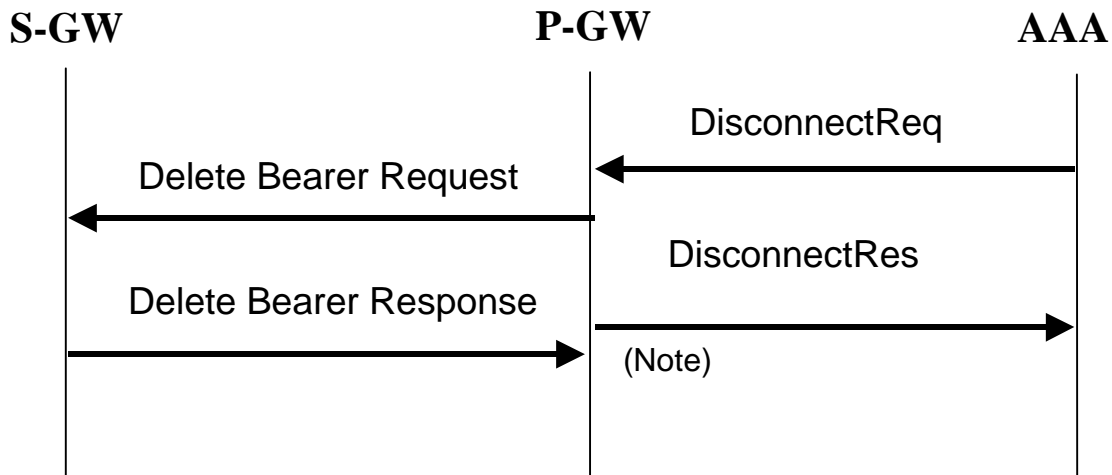 S-GW
P-GW
AAA
DisconnectReq
Delete Bearer Request
DisconnectRes
Delete Bearer Response
(Note)